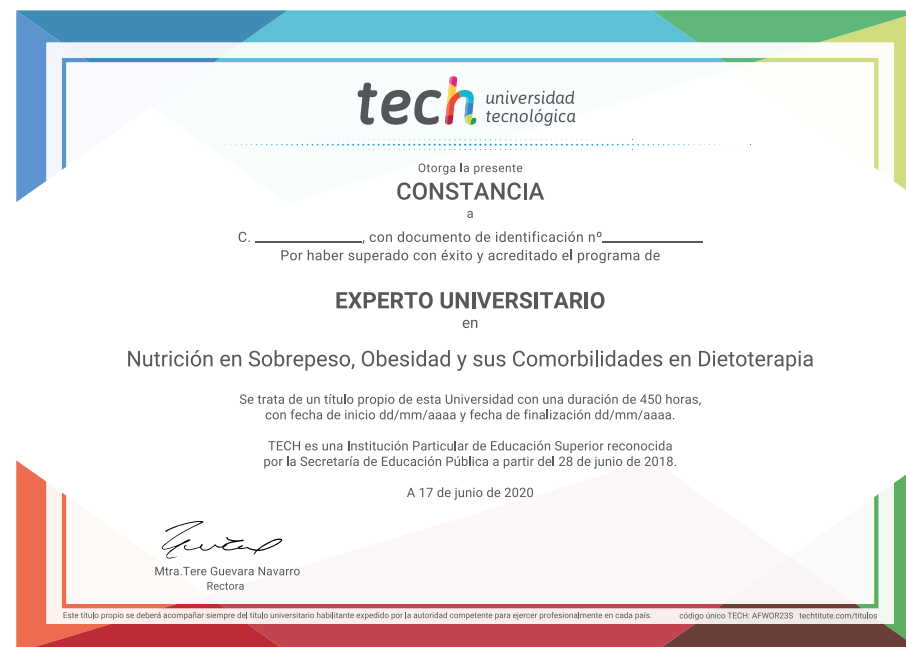 tech universidad
tecnológica
Otorga la presente
CONSTANCIA
a
C. ____________, con documento de identificación nº____________
Por haber superado con éxito y acreditado el programa de
EXPERTO UNIVERSITARIO
en
Nutrición en Sobrepeso, Obesidad y sus Comorbilidades en Dietoterapia
Se trata de un título propio de esta Universidad con una duración de 450 horas,
con fecha de inicio dd/mm/aaaa y fecha de finalización dd/mm/aaaa.
TECH es una Institución Particular de Educación Superior reconocida
por la Secretaría de Educación Pública a partir del 28 de junio de 2018.
A 17 de junio de 2020
Mtra.Tere Guevara Navarro
Rectora
Este título propio se deberá acompañar siempre del título universitario habilitante expedido por la autoridad competente para ejercer profesionalmente en cada país. código único TECH: AFWOR23S techtitute.com/titulos